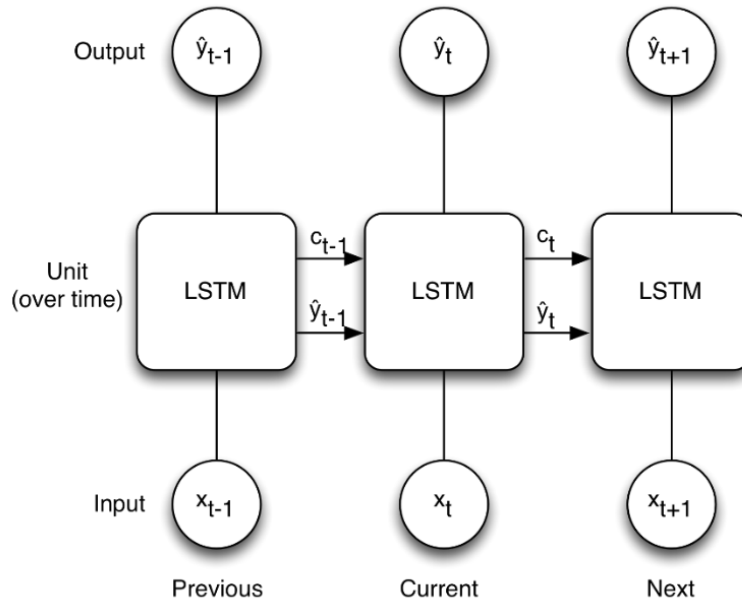 Output ŷt-1 ŷt ŷt+1
ct-1 ct
Unit
(over time)
LSTM LSTM LSTM
ŷt-1 ŷt
Input xt-1 xt xt+1
Previous Current Next